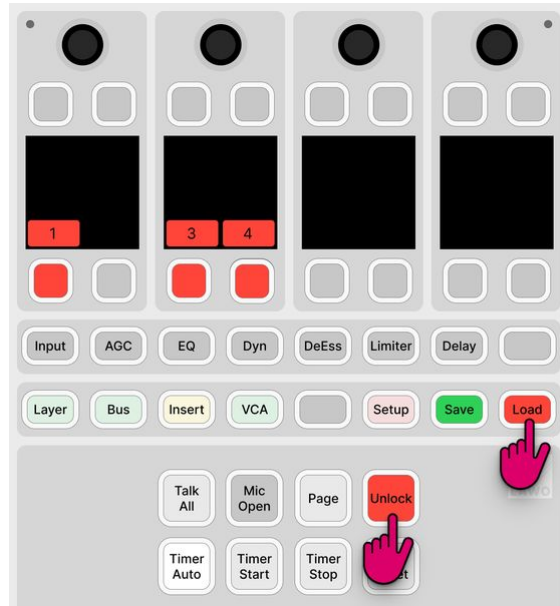 1
3 4
Input AGC EQ Dyn DeEss Limiter Delay
Layer Bus Insert VCA Setup Save Load
Talk All
Mic Open
Page
Unlock
Timer Auto
Timer Start
Timer Stop